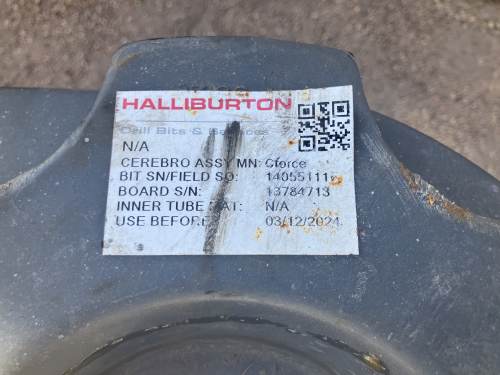 HALLIBURTON
Drill Bits & Services
N/A
CEREBRO ASSY MN: Cforce
BIT SN/FIELD SO: 14055111
BOARD S/N: 13784713
INNER TUBE MAT: N/A
USE BEFORE: 03/12/2024